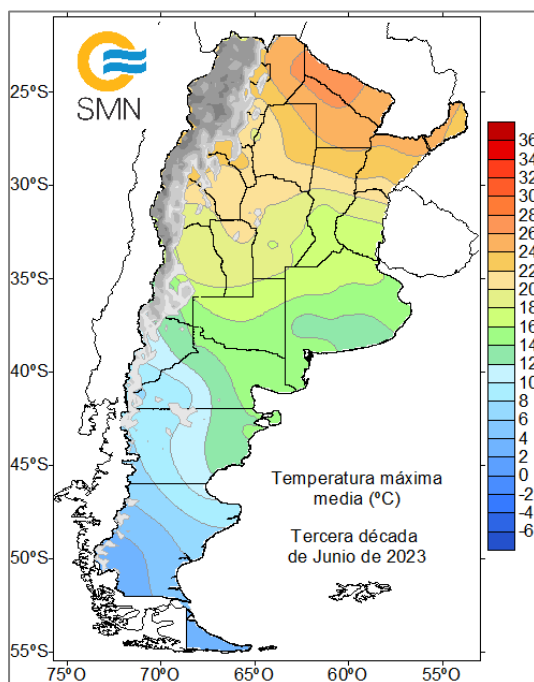 SMN
25°S
30°S
35°S
40°S
45°S
50°S
55°S
75°O
70°O
65°O
60°O
55°O
36
34
32
30
28
26
24
22
20
18
16
14
12
10
8
6
4
2
0
-2
-4
-6
Temperatura máxima
media (ºC)
Tercera década
de Junio de 2023